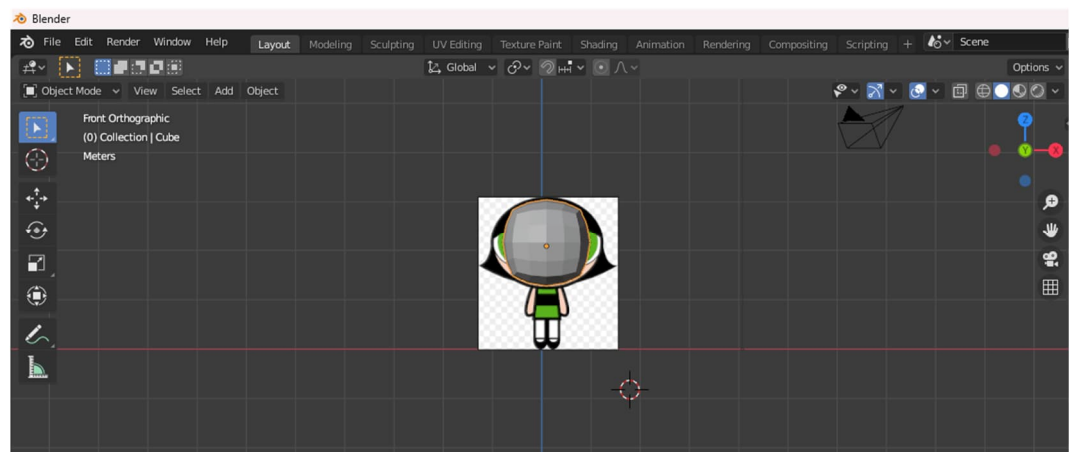 Blender
File Edit Render Window Help Layout Modeling Sculpting UV Editing Texture Paint Shading Animation Rendering Compositing Scripting + Scene
Global Options
Object Mode View Select Add Object
Front Orthographic
(0) Collection | Cube
Meters
Z
Y X